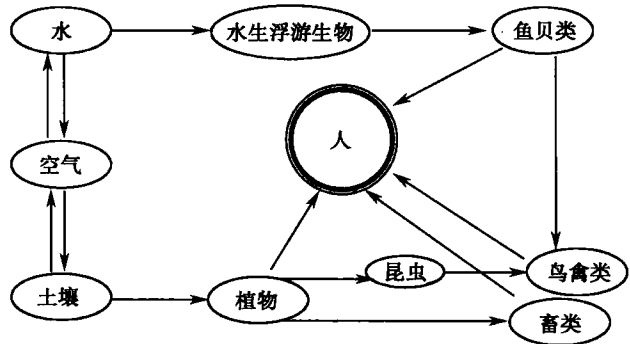 水
水生浮游生物
鱼贝类
人
空气
昆虫
鸟禽类
土壤
植物
畜类